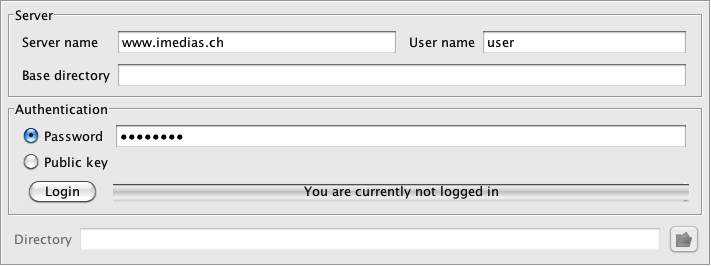 Server
Server name www.imedias.ch User name user
Base directory
Authentication
Password ••••••••
Public key
Login You are currently not logged in
Directory